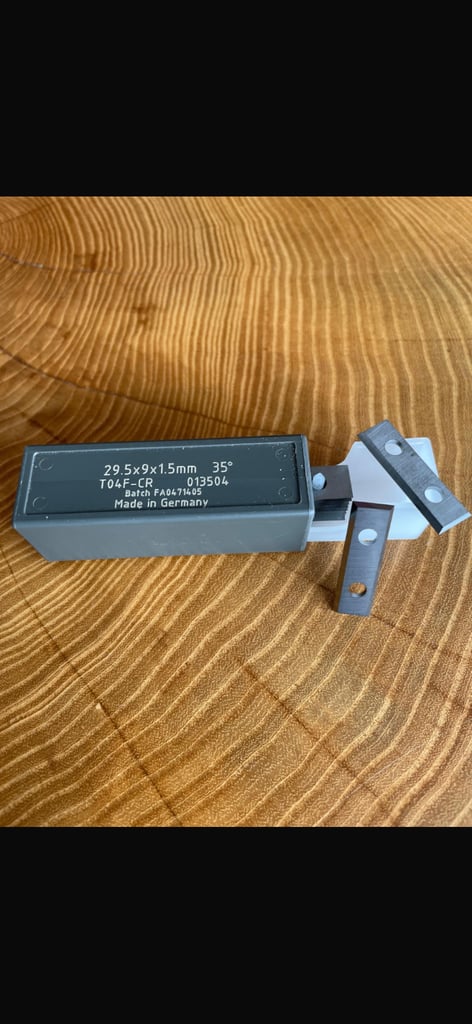 29.5x9x1.5mm 35°
T04F-CR 013504
Batch FA0471405
Made in Germany